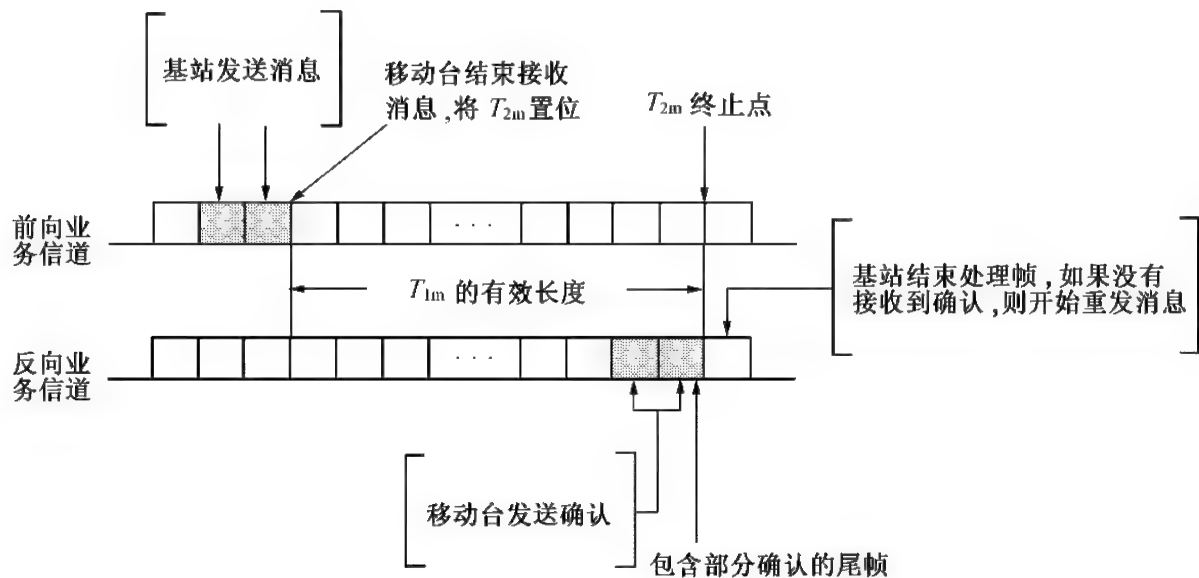 基站发送消息
移动台结束接收
消息,将 T2m 置位
T2m 终止点
前向业
务信道
. . .
T1m 的有效长度
基站结束处理帧,如果没有
接收到确认,则开始重发消息
反向业
务信道
. . .
移动台发送确认
包含部分确认的尾帧